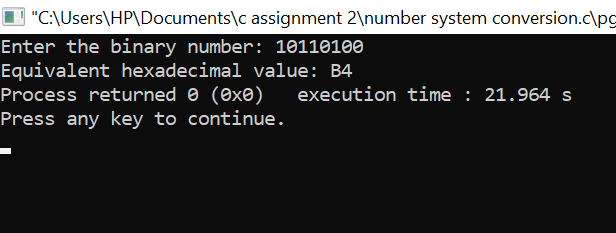 "C:\Users\HP\Documents\c assignment 2\number system conversion.c\pg
Enter the binary number: 10110100
Equivalent hexadecimal value: B4
Process returned 0 (0x0)   execution time : 21.964 s
Press any key to continue.